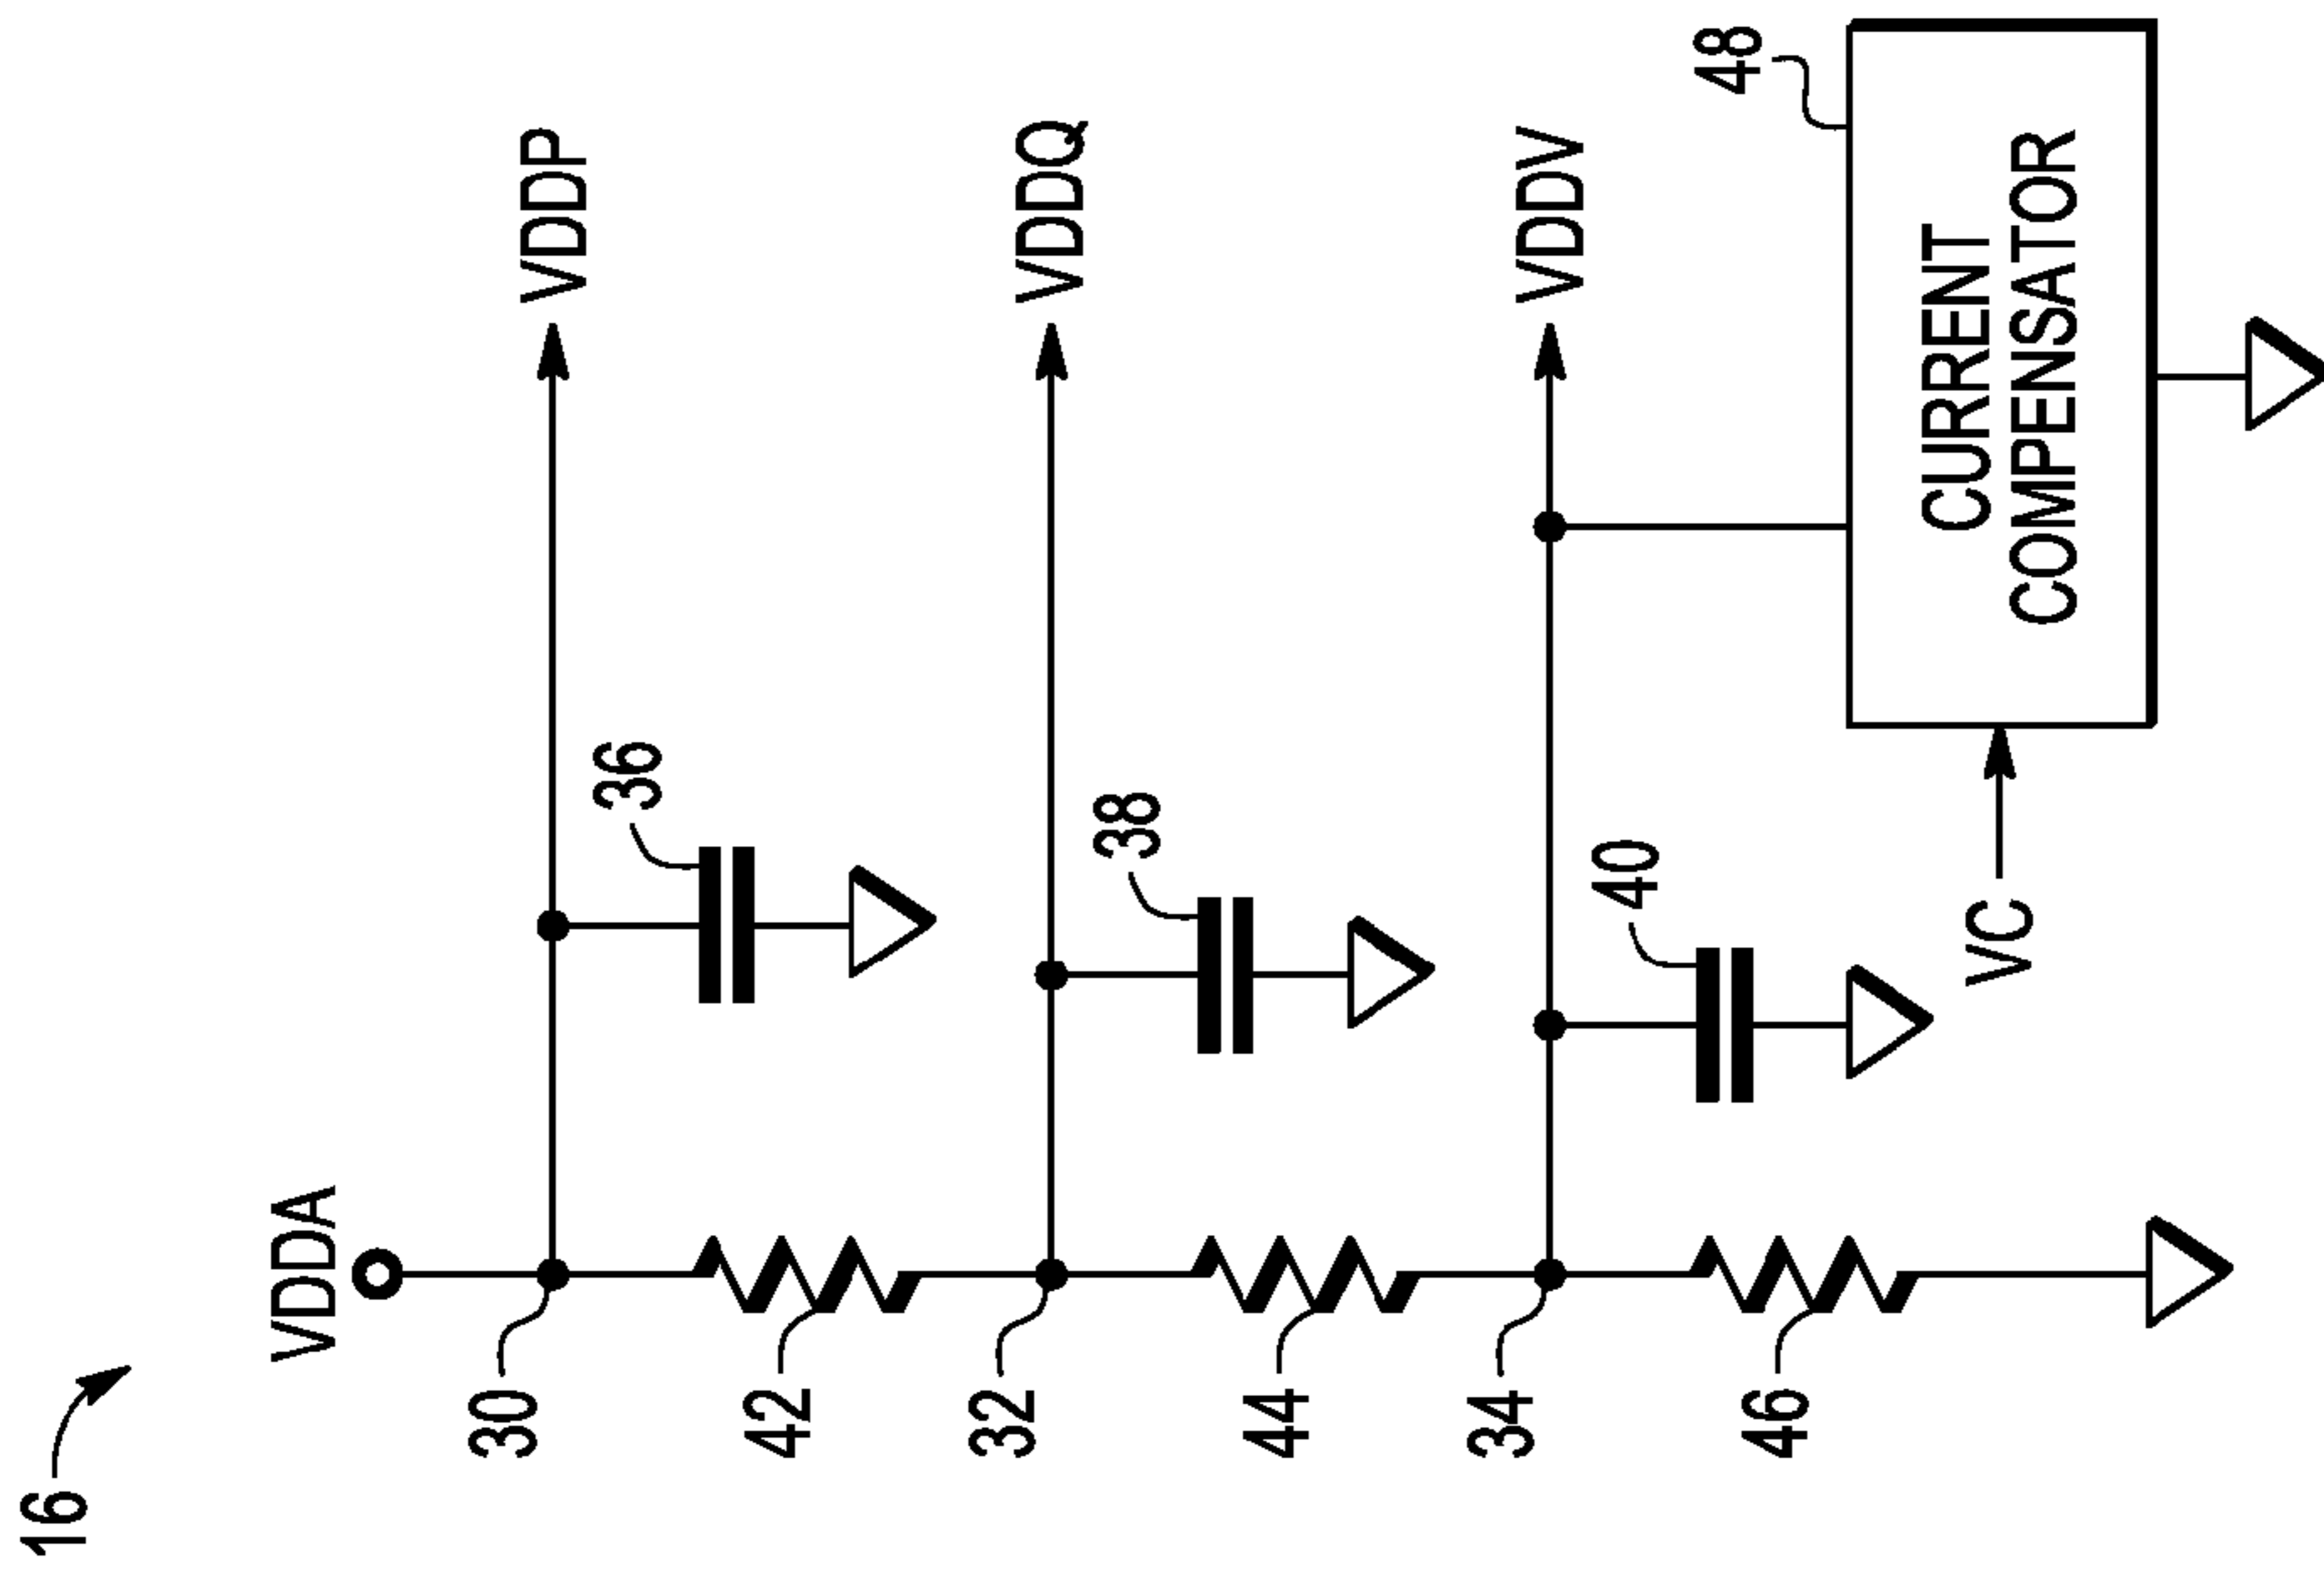 16
VDDA
30
VDDP
36
42
32
VDDQ
38
44
34
VDDV
40
46
48
CURRENT
COMPENSATOR
VC